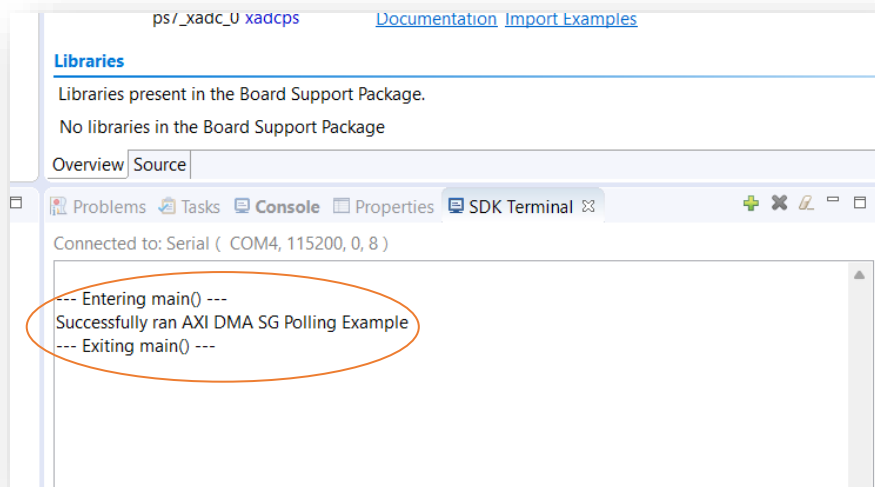 ps7_xadc_0 xadcps Documentation Import Examples
Libraries
Libraries present in the Board Support Package.
No libraries in the Board Support Package
Overview Source
Problems Tasks Console Properties SDK Terminal
Connected to: Serial ( COM4, 115200, 0, 8 )
--- Entering main() ---
Successfully ran AXI DMA SG Polling Example
--- Exiting main() ---